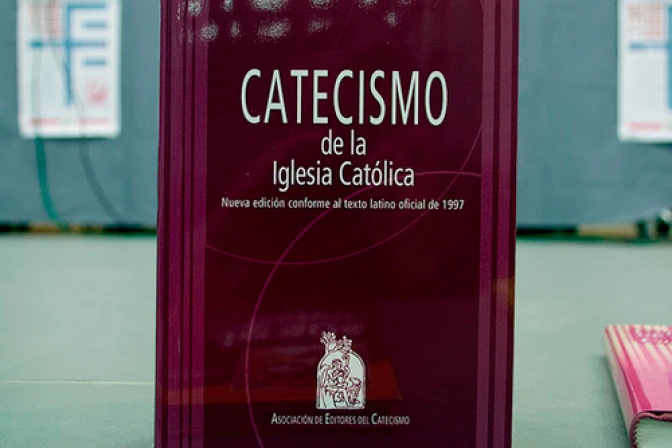 CATECISMO
de la
Iglesia Católica
Nueva edición conforme al texto latino oficial de 1997
ASOCIACIÓN DE EDITORES DEL CATECISMO